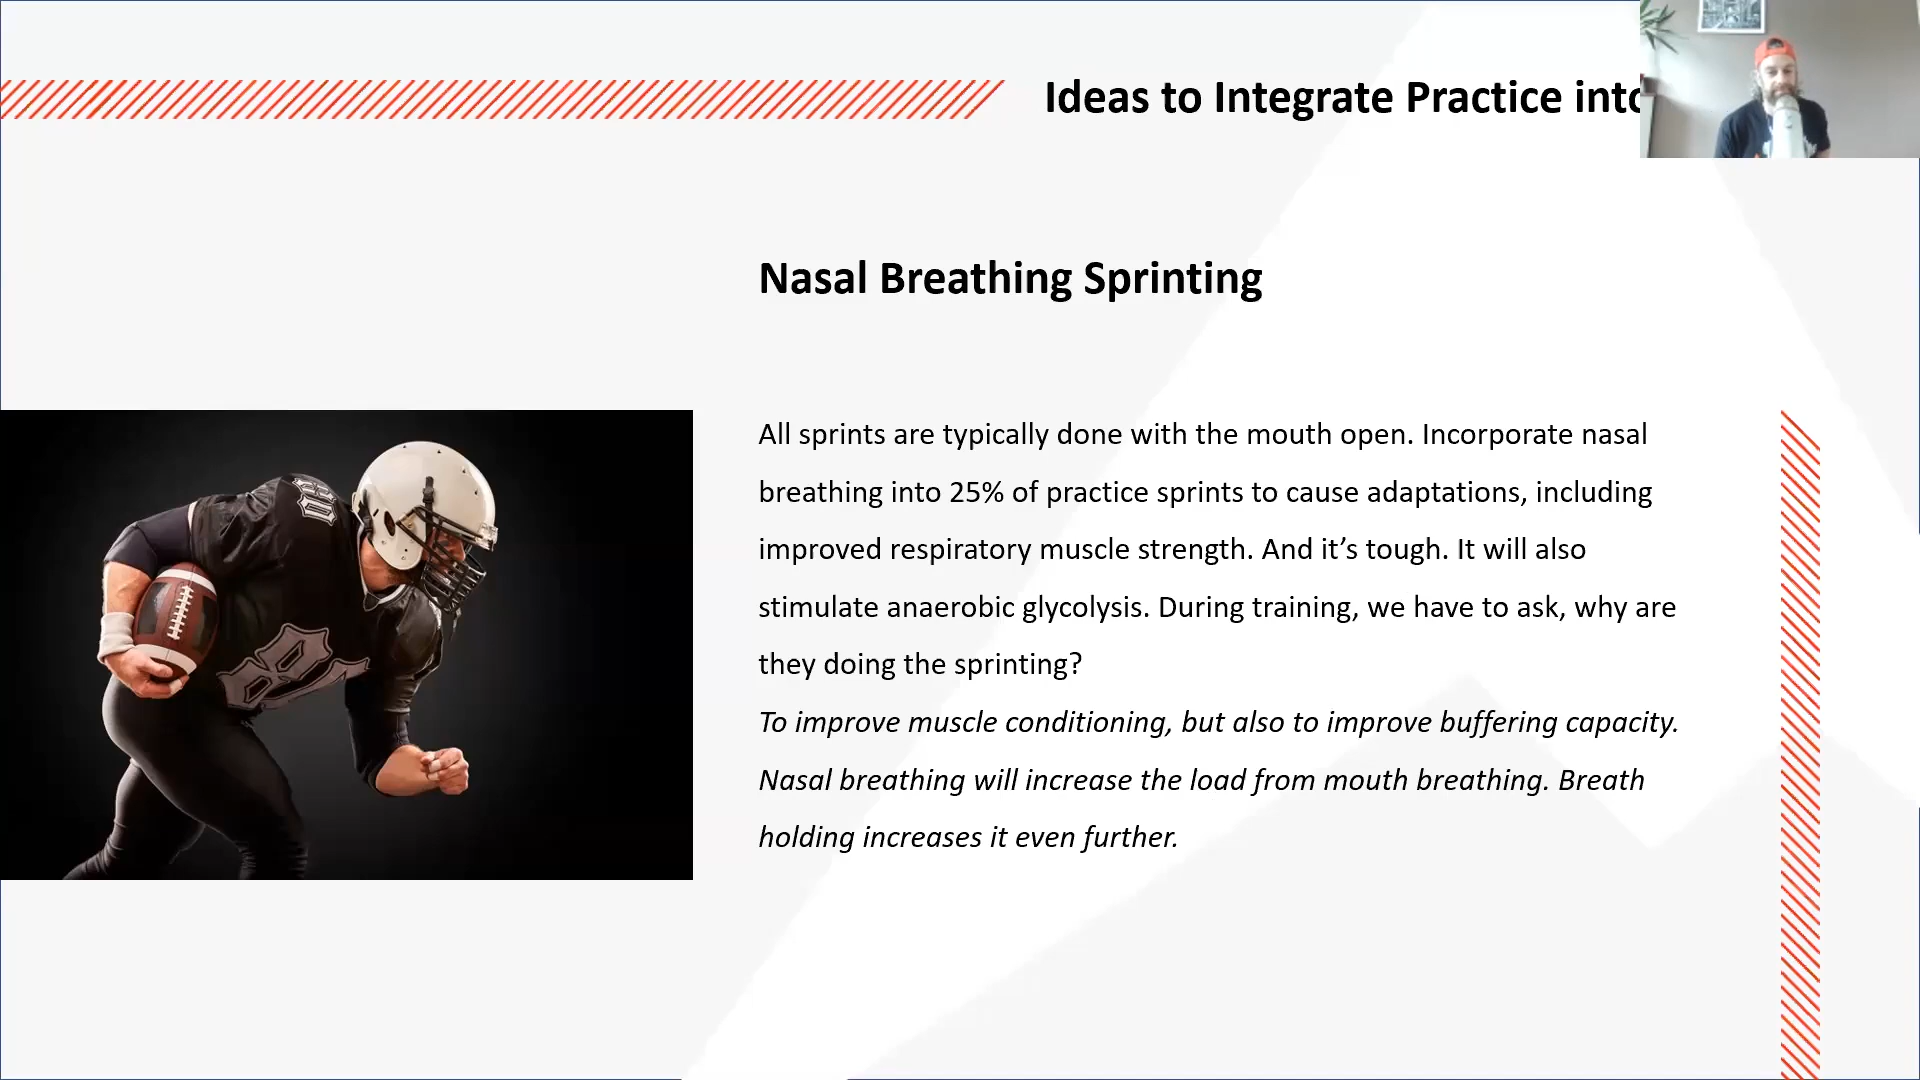 Ideas to Integrate Practice into
Nasal Breathing Sprinting
All sprints are typically done with the mouth open. Incorporate nasal
breathing into 25% of practice sprints to cause adaptations, including
improved respiratory muscle strength. And it’s tough. It will also
stimulate anaerobic glycolysis. During training, we have to ask, why are
they doing the sprinting?
To improve muscle conditioning, but also to improve buffering capacity.
Nasal breathing will increase the load from mouth breathing. Breath
holding increases it even further.